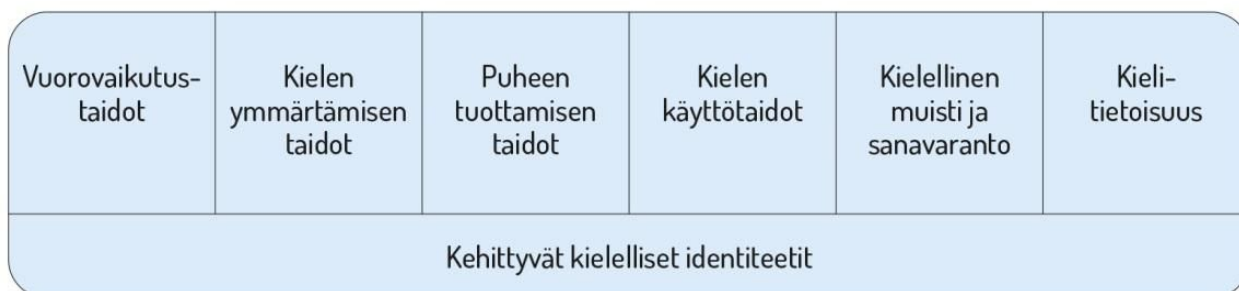 Vuorovaikutus-
taidot
Kielen
ymmärtämisen
taidot
Puheen
tuottamisen
taidot
Kielen
käyttötaidot
Kielellinen
muisti ja
sanavaranto
Kieli-
tietoisuus
Kehittyvät kielelliset identiteetit